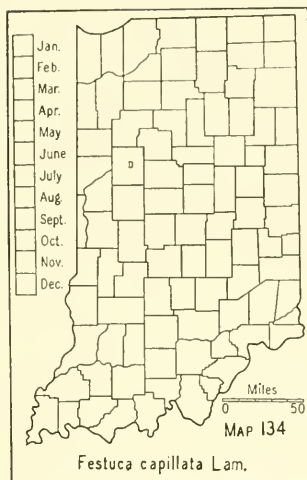 Jan.
Feb.
Mar.
Apr.
May
June
July
Aug.
Sept.
Oct.
Nov.
Dec.
D
Miles
0 50
MAP 134
Festuca capillata Lam.